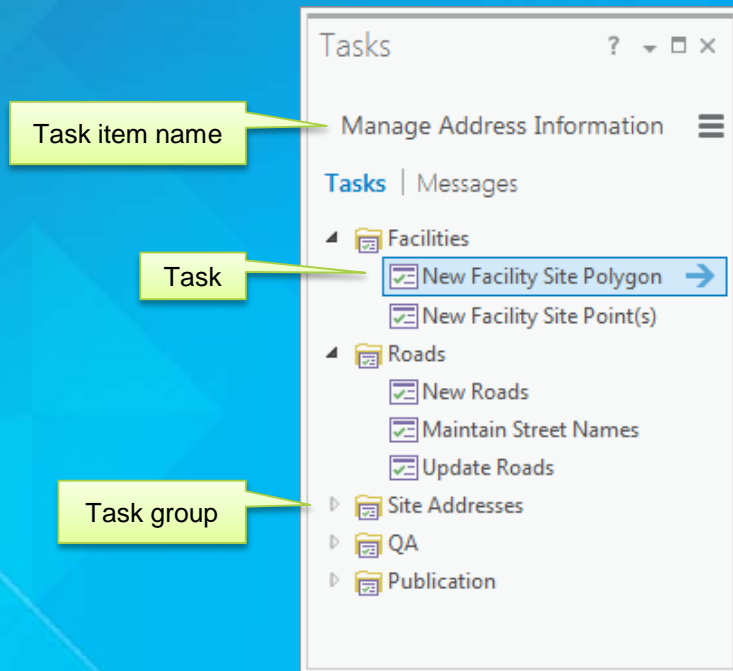 Tasks ?
Task item name
Manage Address Information
Tasks | Messages
Facilities
Task
New Facility Site Polygon
New Facility Site Point(s)
Roads
New Roads
Maintain Street Names
Update Roads
Task group
Site Addresses
QA
Publication